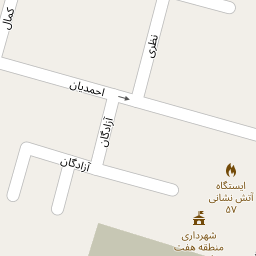 کمال
نظری
احمدیان
آزادگان
آزادگان
ایستگاه
آتش نشانی
۵۷
شهرداری
منطقه هفت